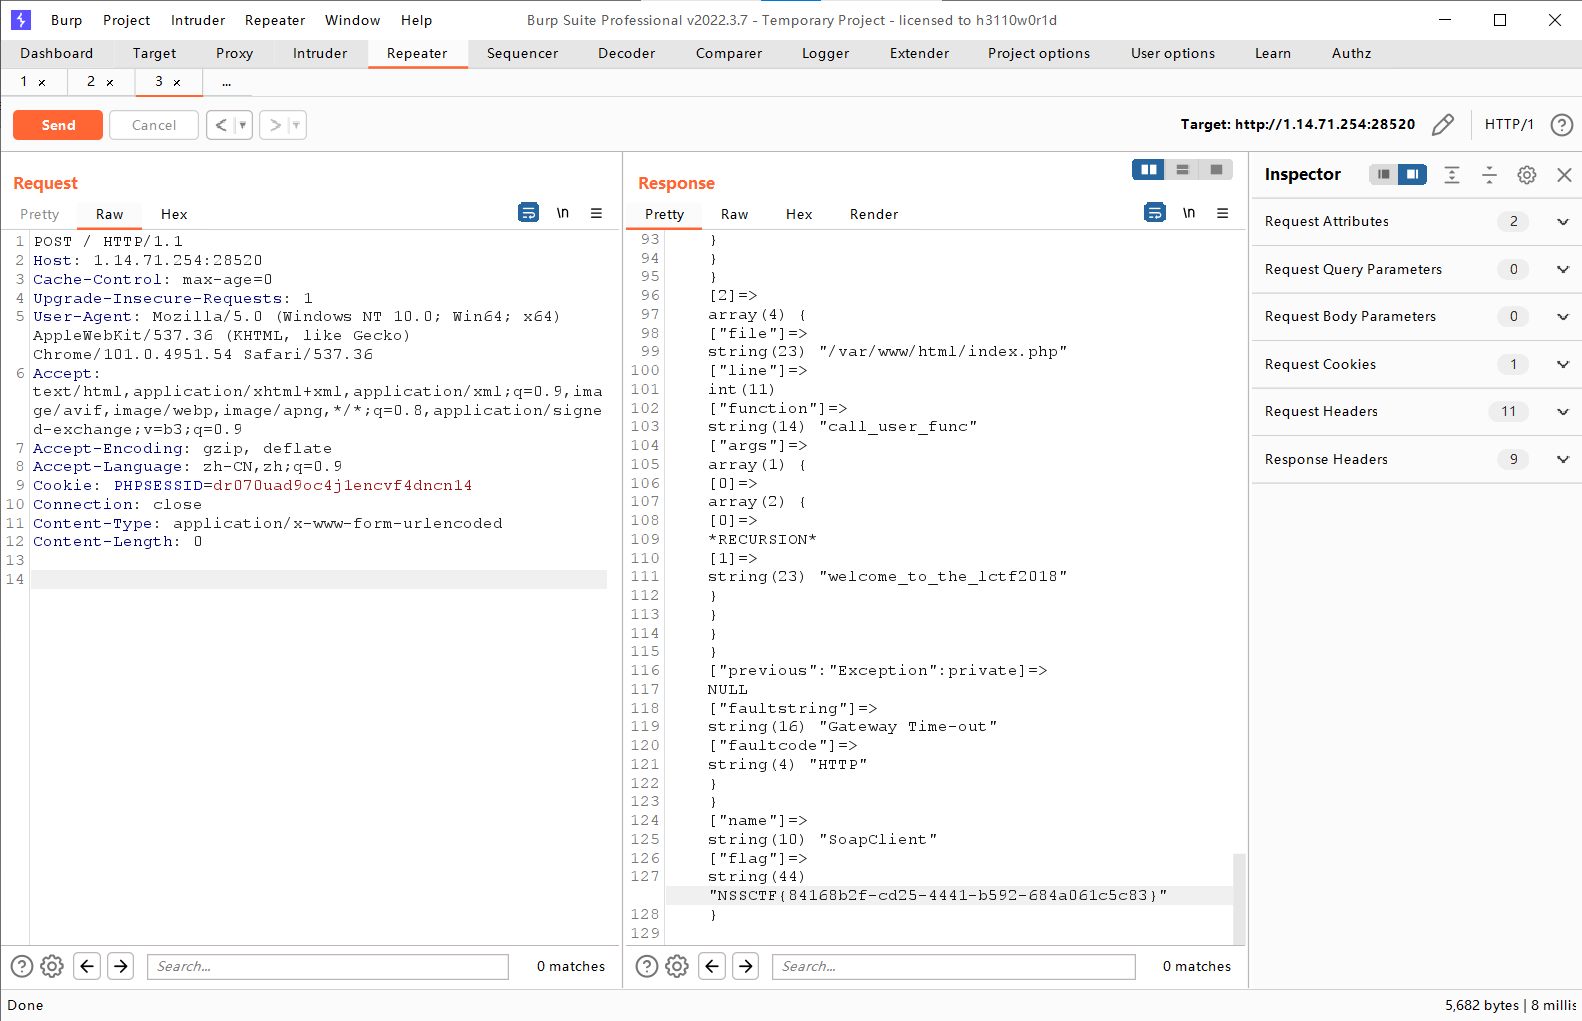 Burp Project Intruder Repeater Window Help Burp Suite Professional v2022.3.7 - Temporary Project - licensed to h3110w0r1d
Dashboard Target Proxy Intruder Repeater Sequencer Decoder Comparer Logger Extender Project options User options Learn Authz
1 × 2 × 3 × ...
Send Cancel < > Target: http://1.14.71.254:28520 HTTP/1 ?
Request
Pretty Raw Hex \n
1 POST / HTTP/1.1
2 Host: 1.14.71.254:28520
3 Cache-Control: max-age=0
4 Upgrade-Insecure-Requests: 1
5 User-Agent: Mozilla/5.0 (Windows NT 10.0; Win64; x64)
AppleWebKit/537.36 (KHTML, like Gecko)
Chrome/101.0.4951.54 Safari/537.36
6 Accept:
text/html,application/xhtml+xml,application/xml;q=0.9,ima
ge/avif,image/webp,image/apng,*/*;q=0.8,application/signe
d-exchange;v=b3;q=0.9
7 Accept-Encoding: gzip, deflate
8 Accept-Language: zh-CN,zh;q=0.9
9 Cookie: PHPSESSID=dr070uad9oc4j1encvf4dncn14
10 Connection: close
11 Content-Type: application/x-www-form-urlencoded
12 Content-Length: 0
13
14
? Search... 0 matches
Response
Pretty Raw Hex Render \n
93 }
94 }
95 }
96 [2]=>
97 array(4) {
98 ["file"]=>
99 string(23) "/var/www/html/index.php"
100 ["line"]=>
101 int(11)
102 ["function"]=>
103 string(14) "call_user_func"
104 ["args"]=>
105 array(1) {
106 [0]=>
107 array(2) {
108 [0]=>
109 *RECURSION*
110 [1]=>
111 string(23) "welcome_to_the_lctf2018"
112 }
113 }
114 }
115 }
116 ["previous":"Exception":private]=>
117 NULL
118 ["faultstring"]=>
119 string(16) "Gateway Time-out"
120 ["faultcode"]=>
121 string(4) "HTTP"
122 }
123 }
124 ["name"]=>
125 string(10) "SoapClient"
126 ["flag"]=>
127 string(44)
"NSSCTF{84168b2f-cd25-4441-b592-684a061c5c83}"
128 }
129
? Search... 0 matches
Inspector
Request Attributes 2
Request Query Parameters 0
Request Body Parameters 0
Request Cookies 1
Request Headers 11
Response Headers 9
Done 5,682 bytes | 8 millis